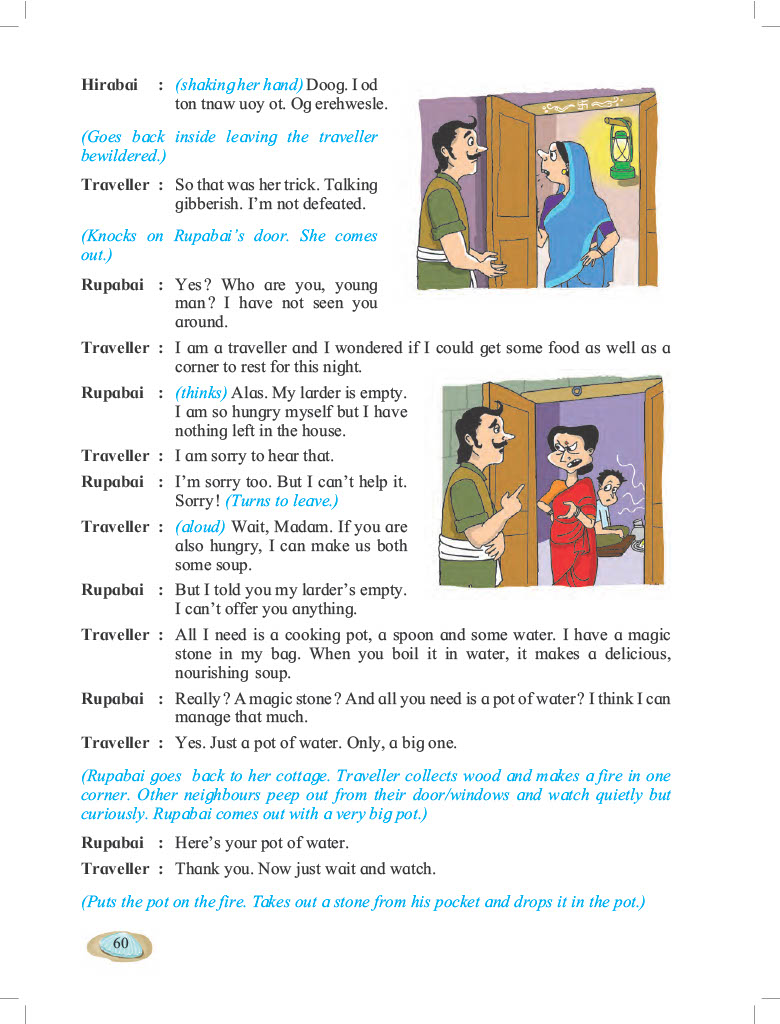 Hirabai : (shaking her hand) Doog. I od
ton tnaw uoy ot. Og erehwesle.
(Goes back inside leaving the traveller
bewildered.)
Traveller : So that was her trick. Talking
gibberish. I'm not defeated.
(Knocks on Rupabai's door. She comes
out.)
Rupabai : Yes? Who are you, young
man? I have not seen you
around.
Traveller : I am a traveller and I wondered if I could get some food as well as a
corner to rest for this night.
Rupabai : (thinks) Alas. My larder is empty.
I am so hungry myself but I have
nothing left in the house.
Traveller : I am sorry to hear that.
Rupabai : I'm sorry too. But I can't help it.
Sorry! (Turns to leave.)
Traveller : (aloud) Wait, Madam. If you are
also hungry, I can make us both
some soup.
Rupabai : But I told you my larder's empty.
I can't offer you anything.
Traveller : All I need is a cooking pot, a spoon and some water. I have a magic
stone in my bag. When you boil it in water, it makes a delicious,
nourishing soup.
Rupabai : Really? A magic stone? And all you need is a pot of water? I think I can
manage that much.
Traveller : Yes. Just a pot of water. Only, a big one.
(Rupabai goes back to her cottage. Traveller collects wood and makes a fire in one
corner. Other neighbours peep out from their door/windows and watch quietly but
curiously. Rupabai comes out with a very big pot.)
Rupabai : Here's your pot of water.
Traveller : Thank you. Now just wait and watch.
(Puts the pot on the fire. Takes out a stone from his pocket and drops it in the pot.)
60